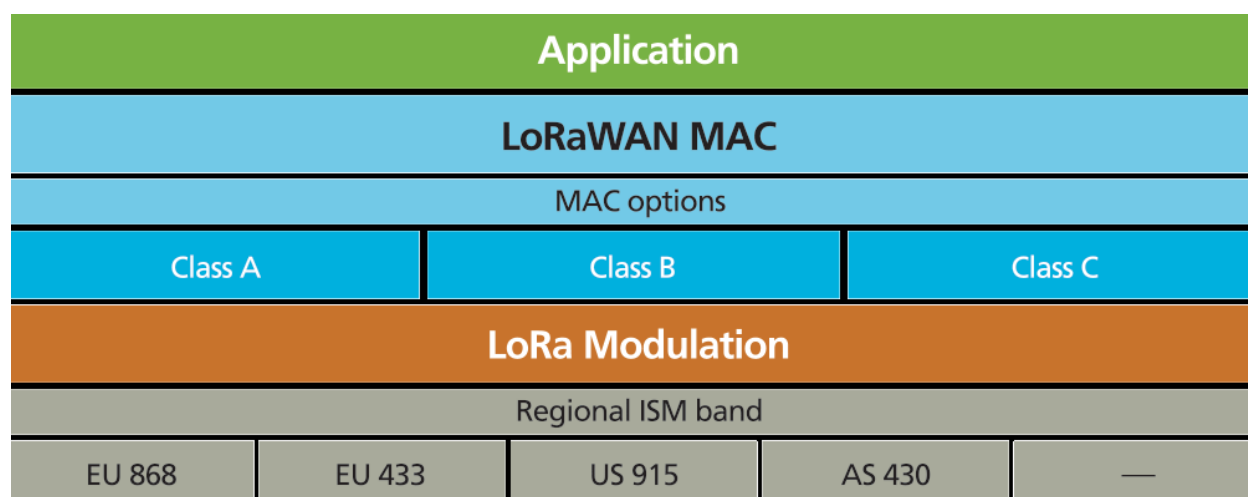 Application
LoRaWAN MAC
MAC options
Class A Class B Class C
LoRa Modulation
Regional ISM band
EU 868 EU 433 US 915 AS 430 —